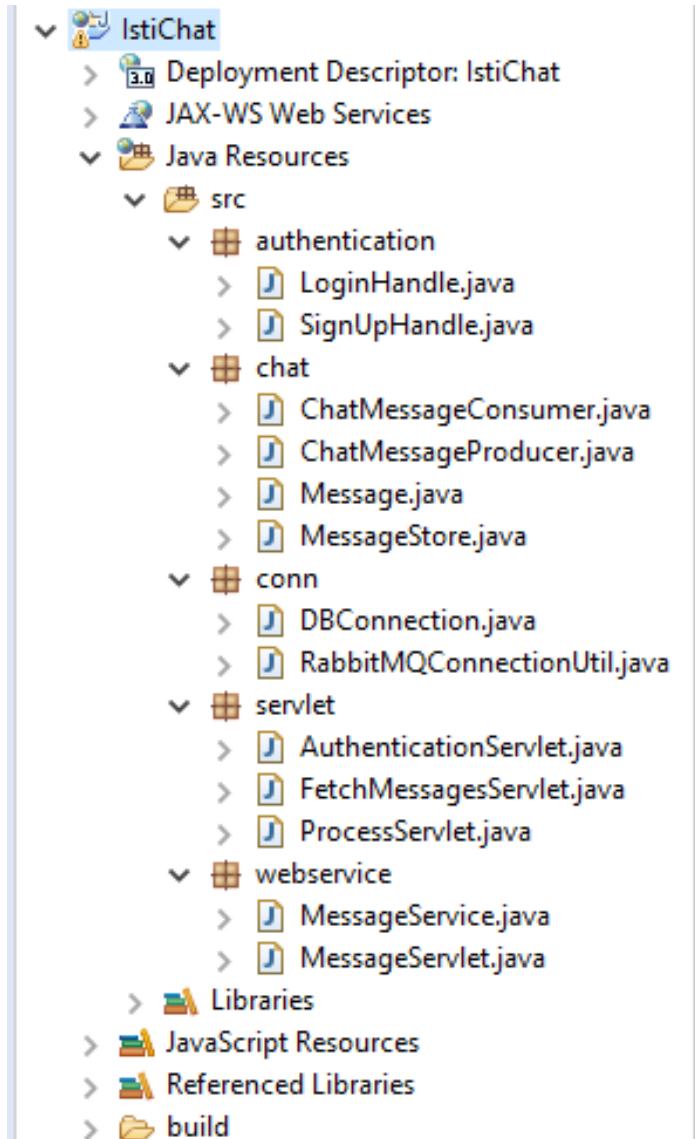 IstiChat
3.0 Deployment Descriptor: IstiChat
JAX-WS Web Services
Java Resources
src
authentication
J LoginHandle.java
J SignUpHandle.java
chat
J ChatMessageConsumer.java
J ChatMessageProducer.java
J Message.java
J MessageStore.java
conn
J DBConnection.java
J RabbitMQConnectionUtil.java
servlet
J AuthenticationServlet.java
J FetchMessagesServlet.java
J ProcessServlet.java
webservice
J MessageService.java
J MessageServlet.java
Libraries
JavaScript Resources
Referenced Libraries
build